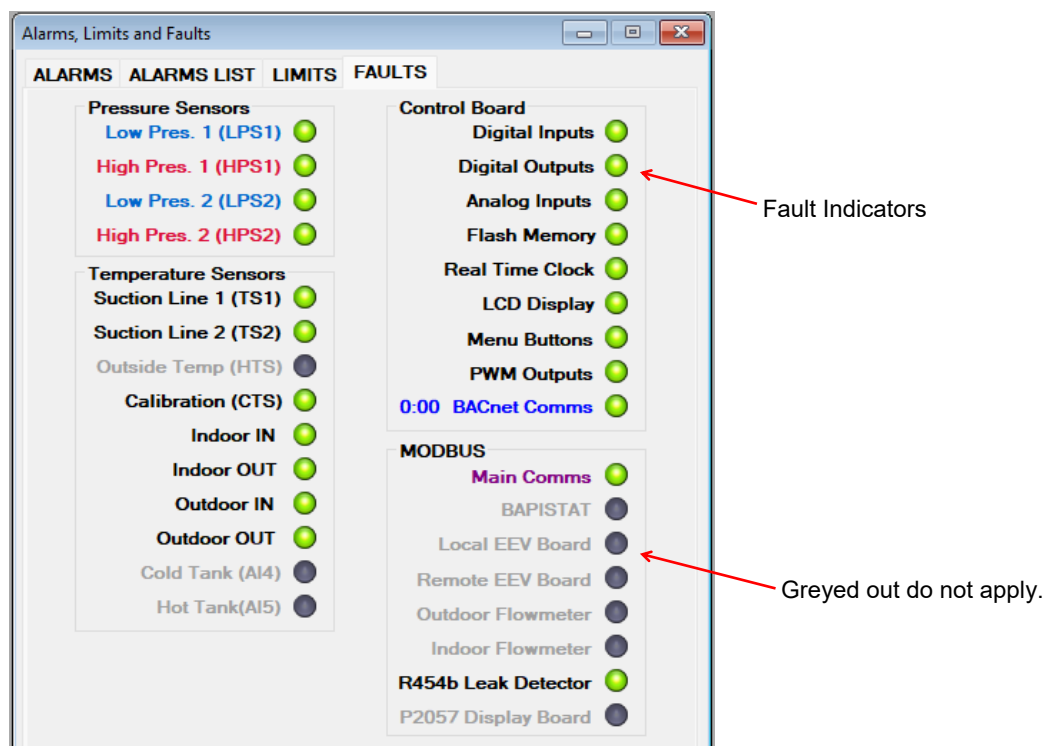 Alarms, Limits and Faults
ALARMS ALARMS LIST LIMITS FAULTS
Pressure Sensors
Low Pres. 1 (LPS1)
High Pres. 1 (HPS1)
Low Pres. 2 (LPS2)
High Pres. 2 (HPS2)
Temperature Sensors
Suction Line 1 (TS1)
Suction Line 2 (TS2)
Outside Temp (HTS)
Calibration (CTS)
Indoor IN
Indoor OUT
Outdoor IN
Outdoor OUT
Cold Tank (AI4)
Hot Tank(AI5)
Control Board
Digital Inputs
Digital Outputs
Analog Inputs
Flash Memory
Real Time Clock
LCD Display
Menu Buttons
PWM Outputs
0:00 BACnet Comms
MODBUS
Main Comms
BAPISTAT
Local EEV Board
Remote EEV Board
Outdoor Flowmeter
Indoor Flowmeter
R454b Leak Detector
P2057 Display Board
Fault Indicators
Greyed out do not apply.